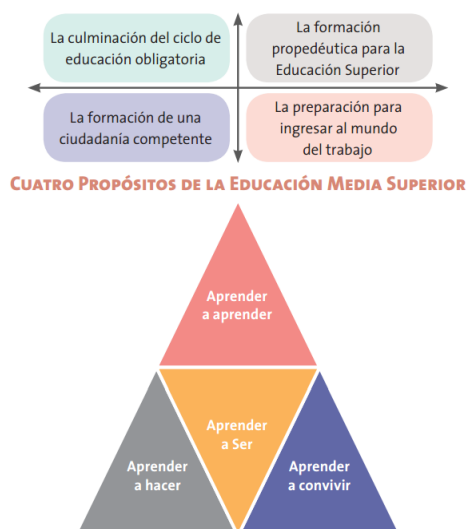 La culminación del ciclo de
educación obligatoria
La formación
propedéutica para la
Educación Superior
La formación de una
ciudadanía competente
La preparación para
ingresar al mundo
del trabajo
Cuatro Propósitos de la Educación Media Superior
Aprender
a aprender
Aprender
a Ser
Aprender
a hacer
Aprender
a convivir